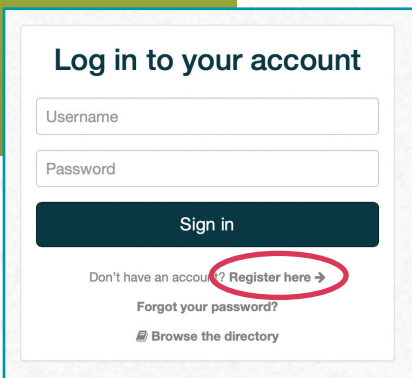 Log in to your account
Username
Password
Sign in
Don't have an account? Register here →
Forgot your password?
Browse the directory